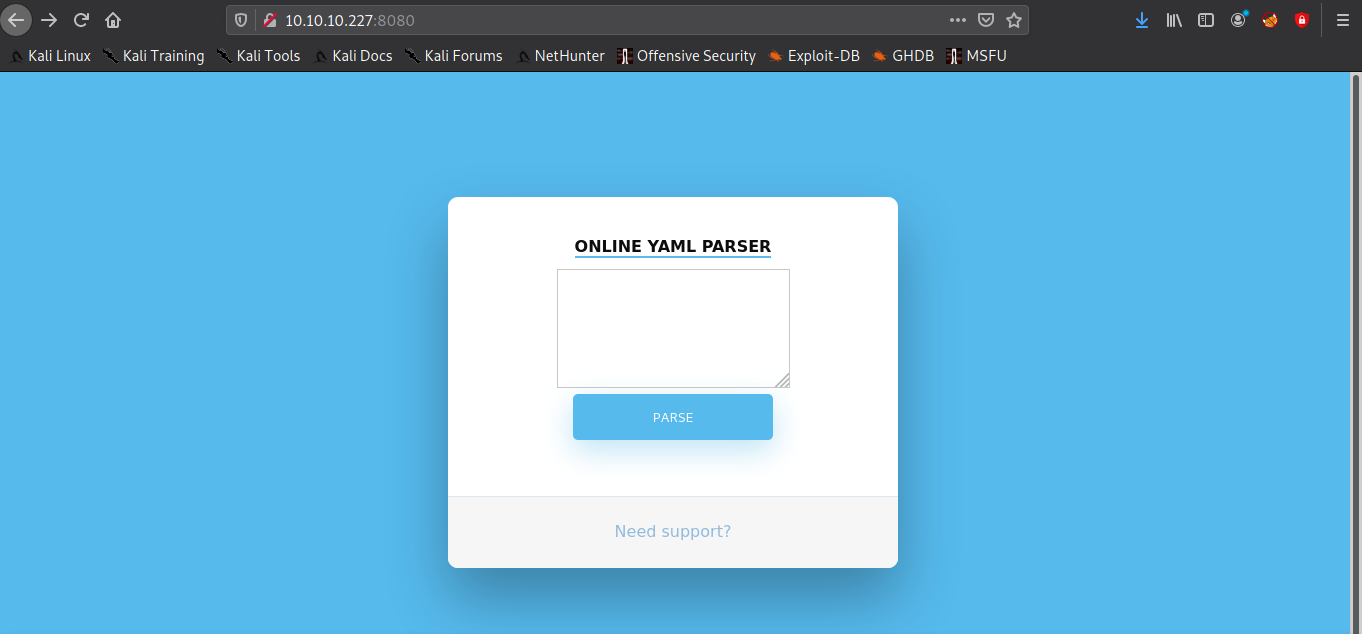 10.10.10.227:8080
Kali Linux Kali Training Kali Tools Kali Docs Kali Forums NetHunter Offensive Security Exploit-DB GHDB MSFU
ONLINE YAML PARSER
PARSE
Need support?